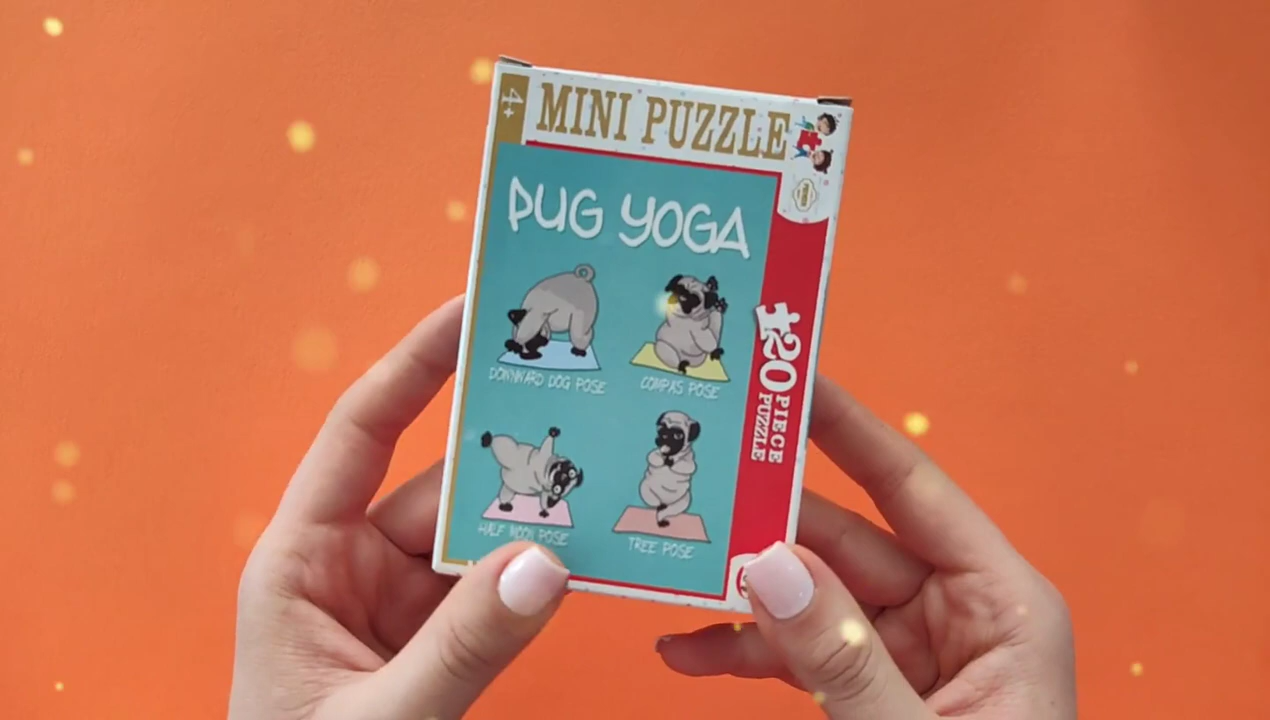 4+
MINI PUZZLE
PUG YOGA
DOWNWARD DOG POSE
COMPAS POSE
HALF MOON POSE
TREE POSE
120
PIECE
PUZZLE